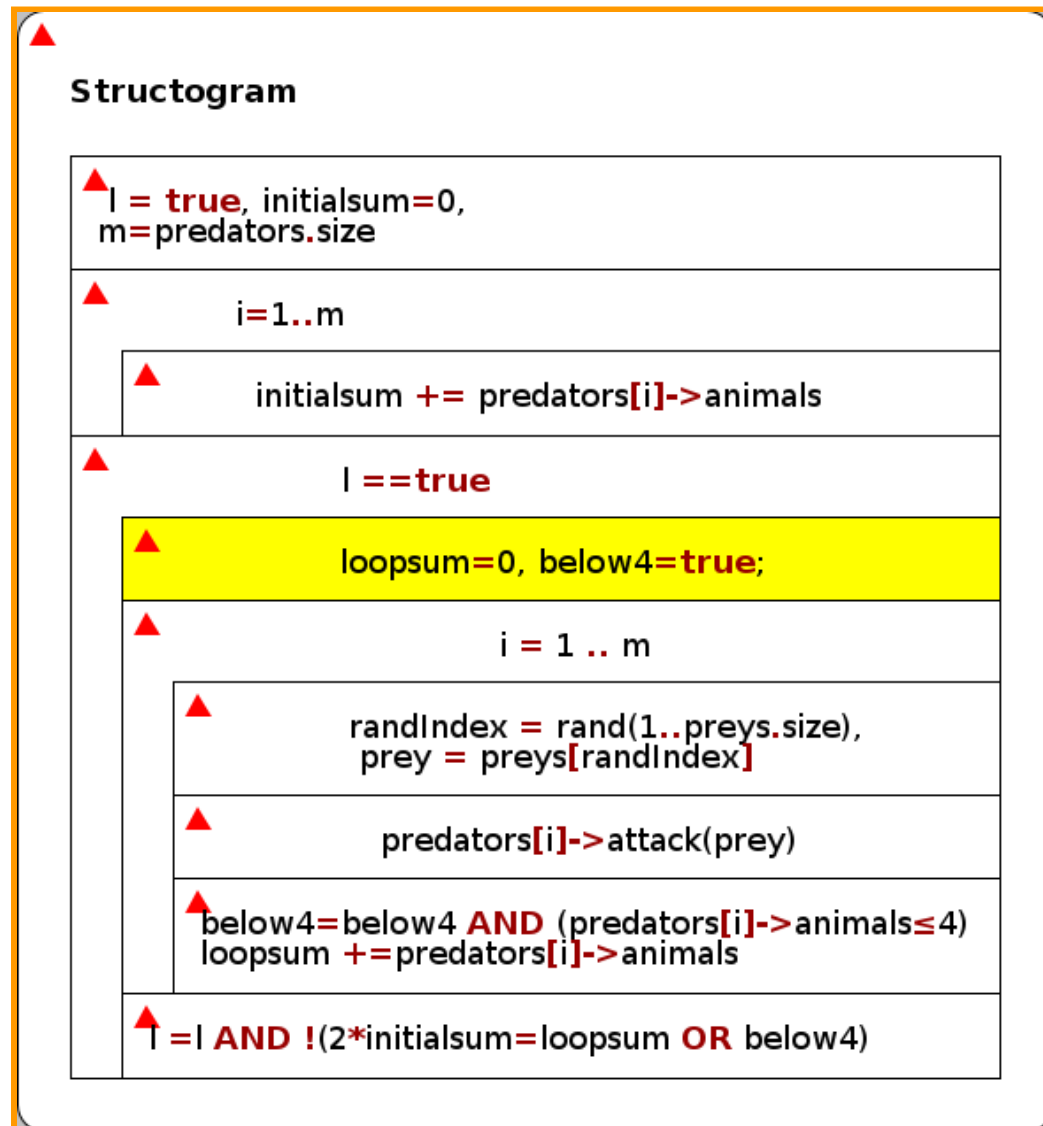 Structogram
l = true, initialsum=0,
m=predators.size
i=1..m
initialsum += predators[i]->animals
l ==true
loopsum=0, below4=true;
i = 1 .. m
randIndex = rand(1..preys.size),
prey = preys[randIndex]
predators[i]->attack(prey)
below4=below4 AND (predators[i]->animals≤4)
loopsum +=predators[i]->animals
l =l AND !(2*initialsum=loopsum OR below4)